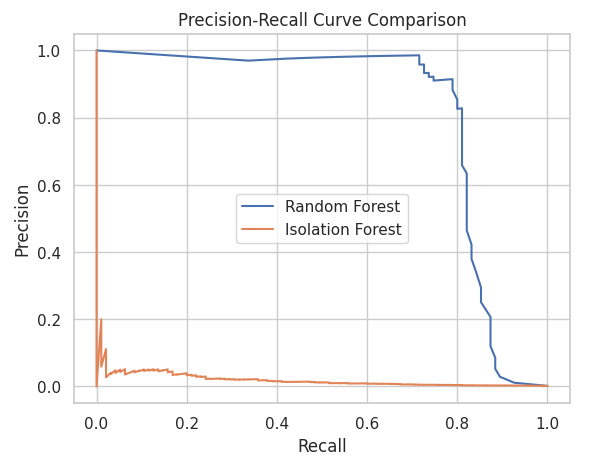 Precision-Recall Curve Comparison
1.0
0.8
0.6
0.4
0.2
0.0
Precision
Random Forest
Isolation Forest
0.0 0.2 0.4 0.6 0.8 1.0
Recall